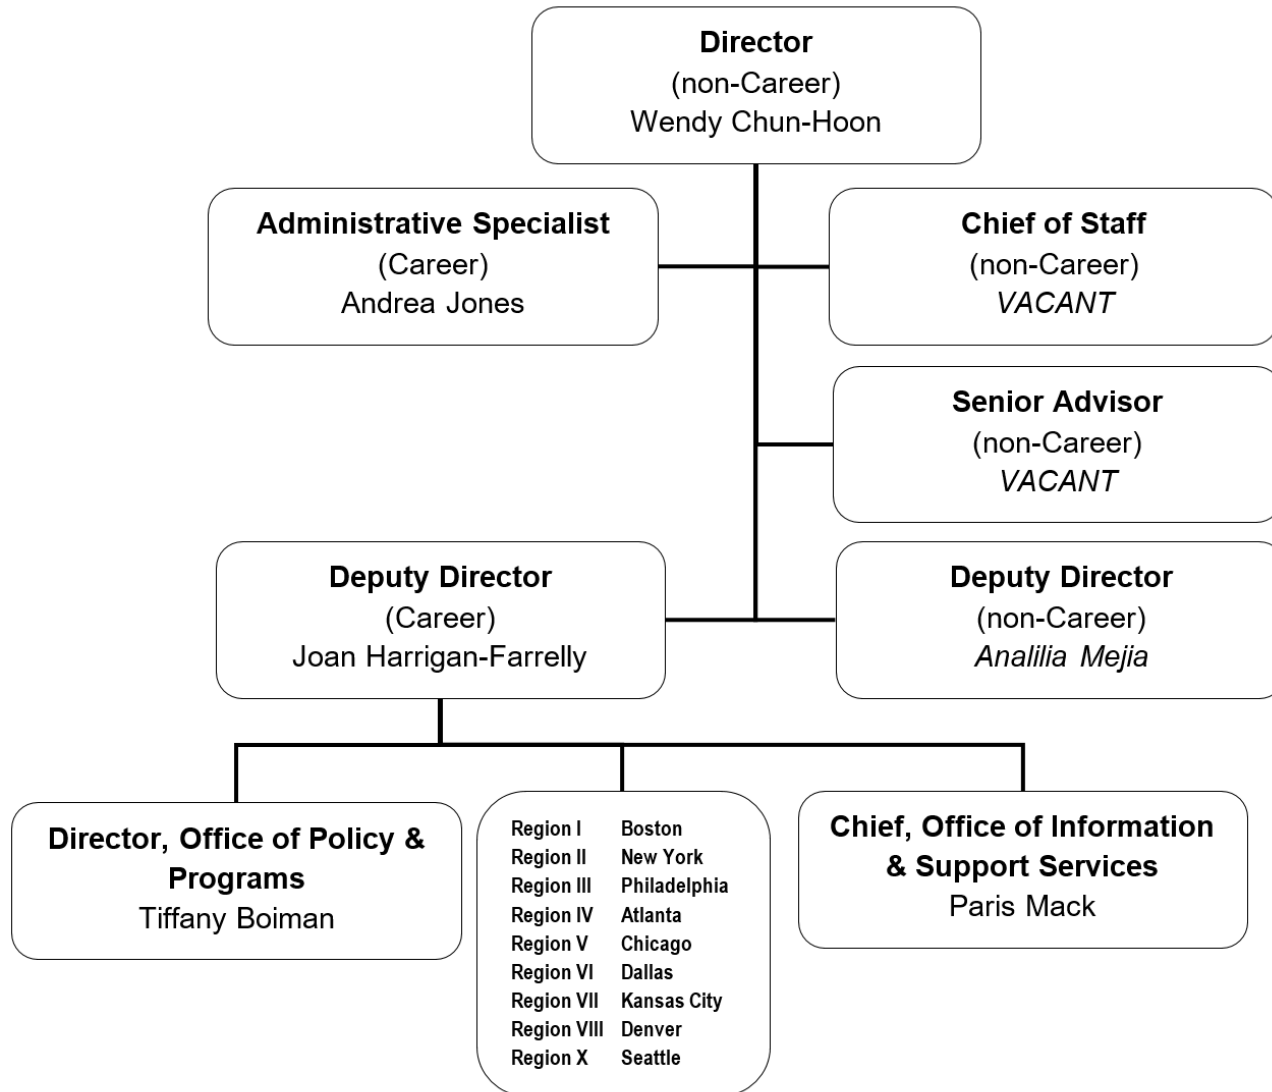 Director
(non-Career)
Wendy Chun-Hoon
Administrative Specialist
(Career)
Andrea Jones
Chief of Staff
(non-Career)
VACANT
Senior Advisor
(non-Career)
VACANT
Deputy Director
(Career)
Joan Harrigan-Farrelly
Deputy Director
(non-Career)
Analilia Mejia
Director, Office of Policy &
Programs
Tiffany Boiman
Region I Boston
Region II New York
Region III Philadelphia
Region IV Atlanta
Region V Chicago
Region VI Dallas
Region VII Kansas City
Region VIII Denver
Region X Seattle
Chief, Office of Information
& Support Services
Paris Mack